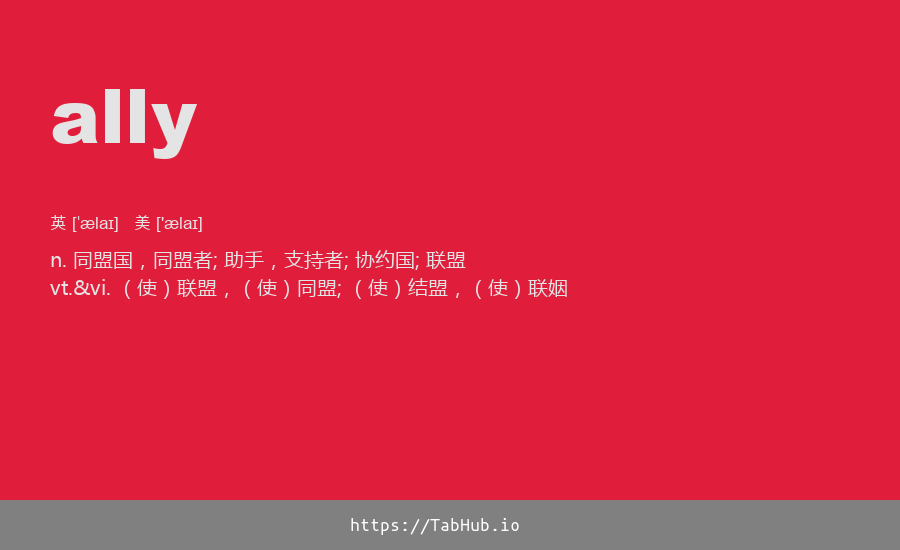 ally
英 [ˈælaɪ] 美 ['ælaɪ]
n. 同盟国，同盟者; 助手，支持者; 协约国; 联盟
vt.&vi. （使）联盟，（使）同盟; （使）结盟，（使）联姻
https://TabHub.io